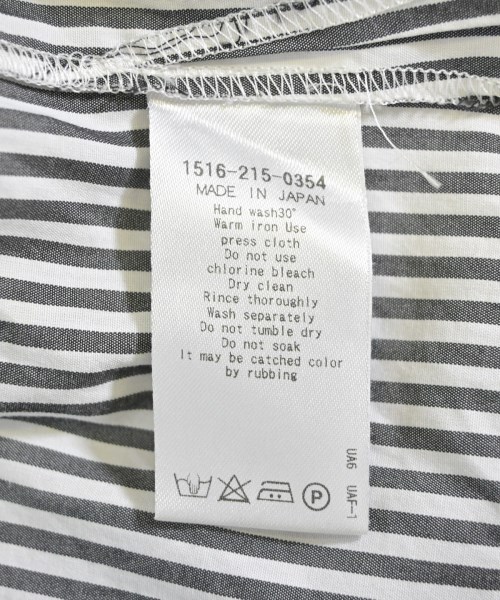 1516-215-0354
MADE IN JAPAN
Hand wash30°
Warm iron Use
press cloth
Do not use
chlorine bleach
Dry clean
Rince thoroughly
Wash separately
Do not tumble dry
Do not soak
It may be catched color
by rubbing
UA6 UAF-1
P